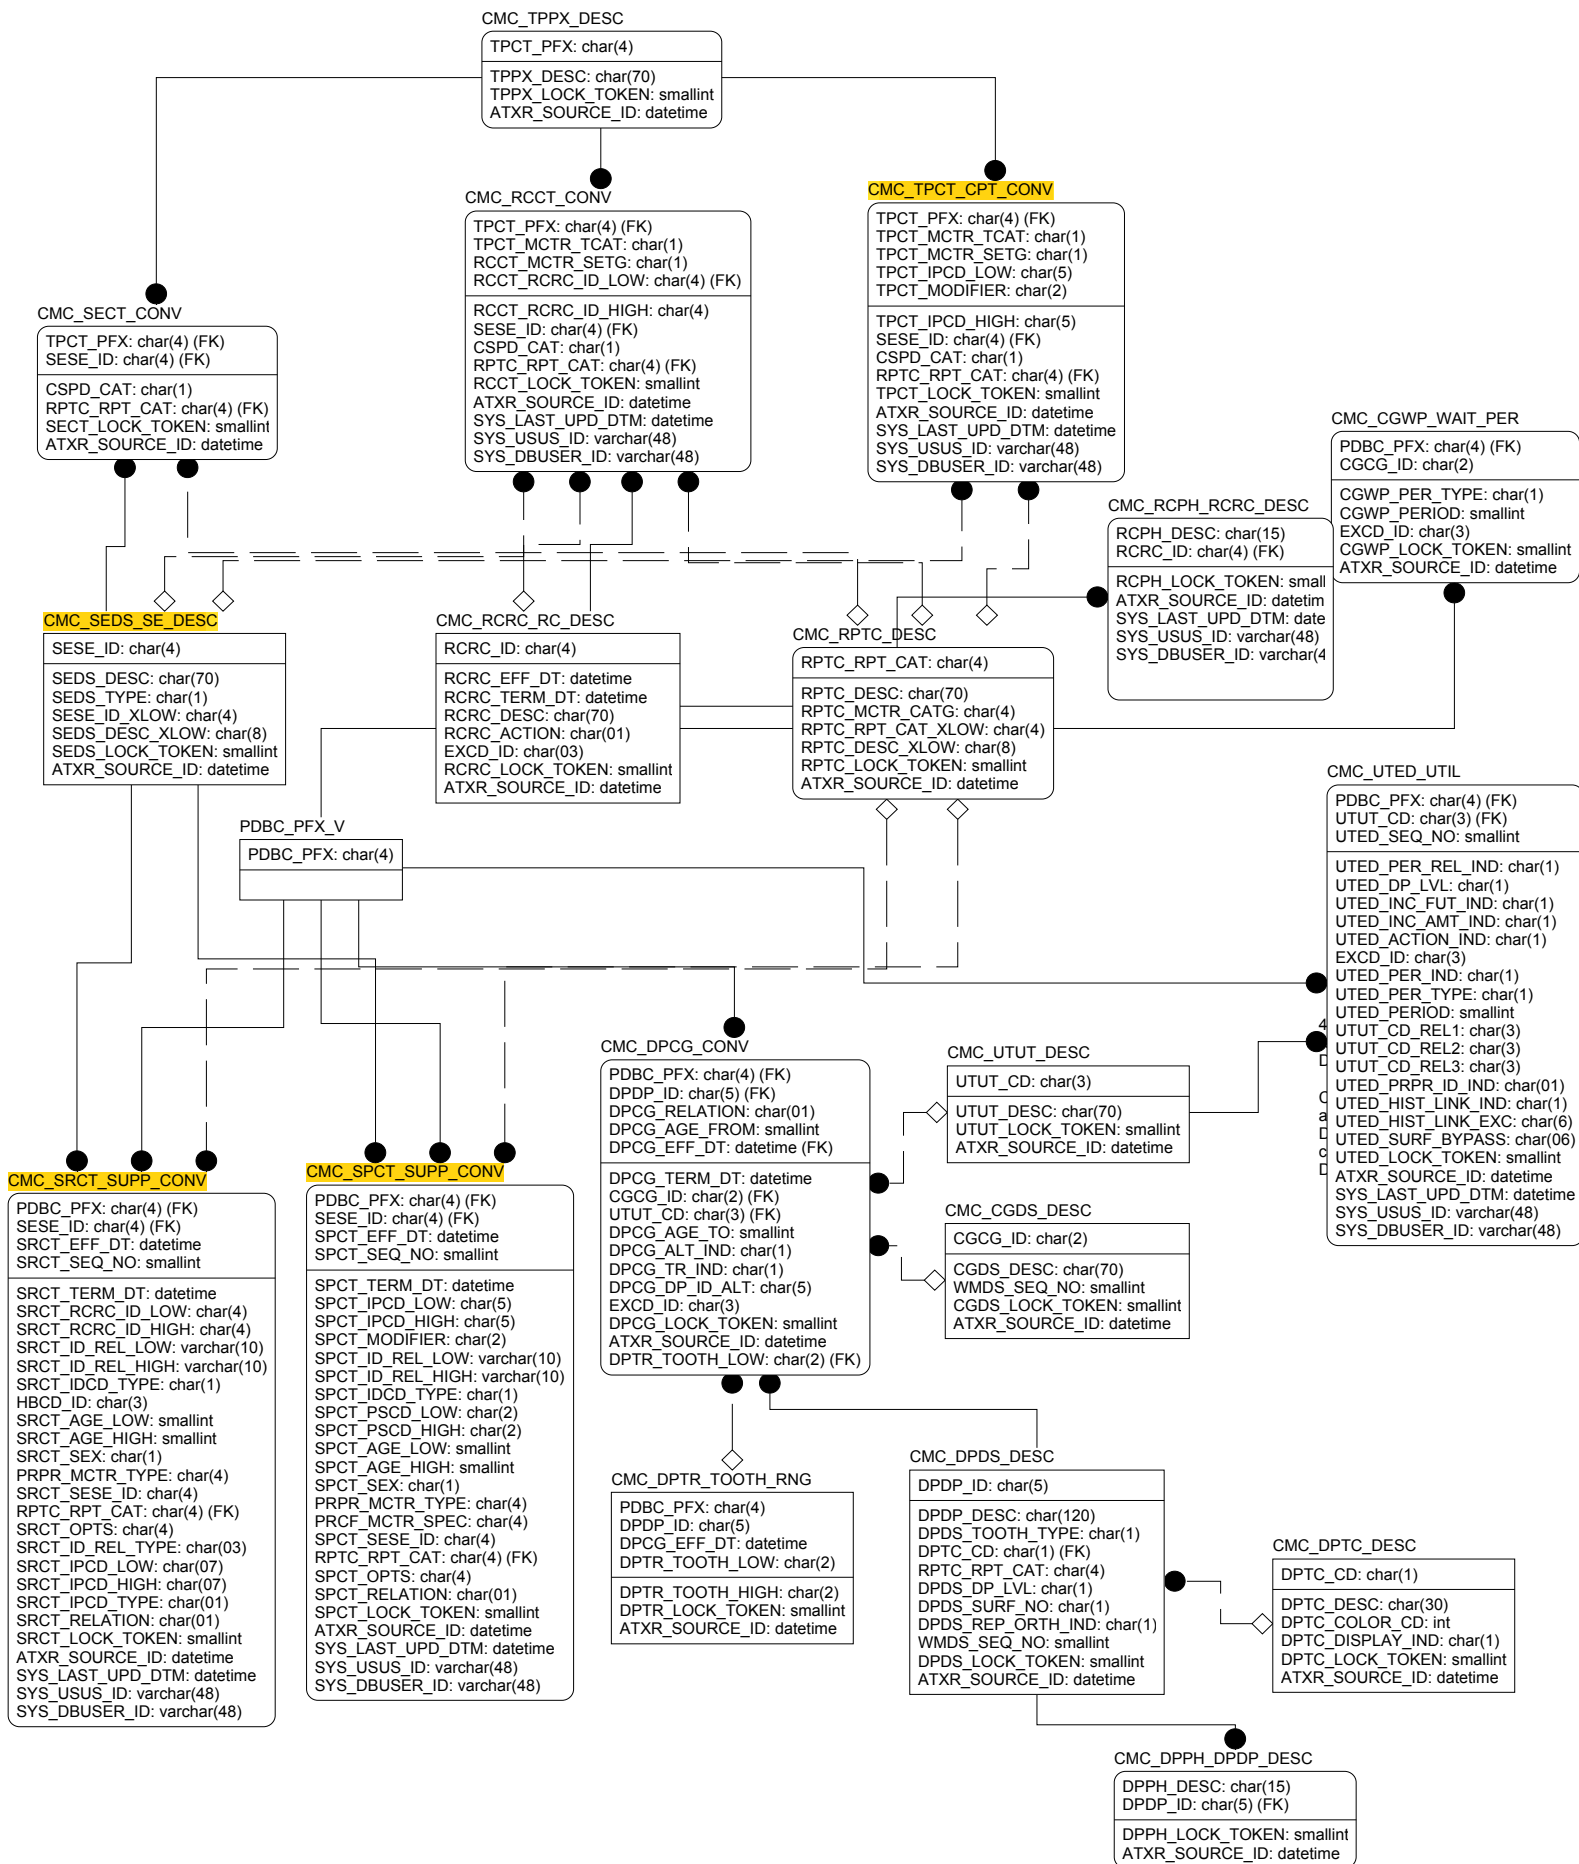 CMC_TPPX_DESC
TPCT_PFX: char(4)
TPPX_DESC: char(70)
TPPX_LOCK_TOKEN: smallint
ATXR_SOURCE_ID: datetime
CMC_RCCT_CONV
TPCT_PFX: char(4) (FK)
TPCT_MCTR_TCAT: char(1)
RCCT_MCTR_SETG: char(1)
RCCT_RCRC_ID_LOW: char(4) (FK)
RCCT_RCRC_ID_HIGH: char(4)
SESE_ID: char(4) (FK)
CSPD_CAT: char(1)
RPTC_RPT_CAT: char(4) (FK)
RCCT_LOCK_TOKEN: smallint
ATXR_SOURCE_ID: datetime
SYS_LAST_UPD_DTM: datetime
SYS_USUS_ID: varchar(48)
SYS_DBUSER_ID: varchar(48)
CMC_TPCT_CPT_CONV
TPCT_PFX: char(4) (FK)
TPCT_MCTR_TCAT: char(1)
TPCT_MCTR_SETG: char(1)
TPCT_IPCD_LOW: char(5)
TPCT_MODIFIER: char(2)
TPCT_IPCD_HIGH: char(5)
SESE_ID: char(4) (FK)
CSPD_CAT: char(1)
RPTC_RPT_CAT: char(4) (FK)
TPCT_LOCK_TOKEN: smallint
ATXR_SOURCE_ID: datetime
SYS_LAST_UPD_DTM: datetime
SYS_USUS_ID: varchar(48)
SYS_DBUSER_ID: varchar(48)
CMC_SECT_CONV
TPCT_PFX: char(4) (FK)
SESE_ID: char(4) (FK)
CSPD_CAT: char(1)
RPTC_RPT_CAT: char(4) (FK)
SECT_LOCK_TOKEN: smallint
ATXR_SOURCE_ID: datetime
CMC_CGWP_WAIT_PER
PDBC_PFX: char(4) (FK)
CGCG_ID: char(2)
CGWP_PER_TYPE: char(1)
CGWP_PERIOD: smallint
EXCD_ID: char(3)
CGWP_LOCK_TOKEN: smallint
ATXR_SOURCE_ID: datetime
CMC_RCPH_RCRC_DESC
RCPH_DESC: char(15)
RCRC_ID: char(4) (FK)
RCPH_LOCK_TOKEN: small
ATXR_SOURCE_ID: datetim
SYS_LAST_UPD_DTM: date
SYS_USUS_ID: varchar(48)
SYS_DBUSER_ID: varchar(4
CMC_SEDS_SE_DESC
SESE_ID: char(4)
SEDS_DESC: char(70)
SEDS_TYPE: char(1)
SESE_ID_XLOW: char(4)
SEDS_DESC_XLOW: char(8)
SEDS_LOCK_TOKEN: smallint
ATXR_SOURCE_ID: datetime
CMC_RCRC_RC_DESC
RCRC_ID: char(4)
RCRC_EFF_DT: datetime
RCRC_TERM_DT: datetime
RCRC_DESC: char(70)
RCRC_ACTION: char(01)
EXCD_ID: char(03)
RCRC_LOCK_TOKEN: smallint
ATXR_SOURCE_ID: datetime
CMC_RPTC_DESC
RPTC_RPT_CAT: char(4)
RPTC_DESC: char(70)
RPTC_MCTR_CATG: char(4)
RPTC_RPT_CAT_XLOW: char(4)
RPTC_DESC_XLOW: char(8)
RPTC_LOCK_TOKEN: smallint
ATXR_SOURCE_ID: datetime
PDBC_PFX_V
PDBC_PFX: char(4)
CMC_UTED_UTIL
PDBC_PFX: char(4) (FK)
UTUT_CD: char(3) (FK)
UTED_SEQ_NO: smallint
UTED_PER_REL_IND: char(1)
UTED_DP_LVL: char(1)
UTED_INC_FUT_IND: char(1)
UTED_INC_AMT_IND: char(1)
UTED_ACTION_IND: char(1)
EXCD_ID: char(3)
UTED_PER_IND: char(1)
UTED_PER_TYPE: char(1)
UTED_PERIOD: smallint
UTUT_CD_REL1: char(3)
UTUT_CD_REL2: char(3)
UTUT_CD_REL3: char(3)
UTED_PRPR_ID_IND: char(01)
UTED_HIST_LINK_IND: char(1)
UTED_HIST_LINK_EXC: char(6)
UTED_SURF_BYPASS: char(06)
UTED_LOCK_TOKEN: smallint
ATXR_SOURCE_ID: datetime
SYS_LAST_UPD_DTM: datetime
SYS_USUS_ID: varchar(48)
SYS_DBUSER_ID: varchar(48)
CMC_DPCG_CONV
PDBC_PFX: char(4) (FK)
DPDP_ID: char(5) (FK)
DPCG_RELATION: char(01)
DPCG_AGE_FROM: smallint
DPCG_EFF_DT: datetime (FK)
DPCG_TERM_DT: datetime
CGCG_ID: char(2) (FK)
UTUT_CD: char(3) (FK)
DPCG_AGE_TO: smallint
DPCG_ALT_IND: char(1)
DPCG_TR_IND: char(1)
DPCG_DP_ID_ALT: char(5)
EXCD_ID: char(3)
DPCG_LOCK_TOKEN: smallint
ATXR_SOURCE_ID: datetime
DPTR_TOOTH_LOW: char(2) (FK)
CMC_UTUT_DESC
UTUT_CD: char(3)
UTUT_DESC: char(70)
UTUT_LOCK_TOKEN: smallint
ATXR_SOURCE_ID: datetime
CMC_CGDS_DESC
CGCG_ID: char(2)
CGDS_DESC: char(70)
WMDS_SEQ_NO: smallint
CGDS_LOCK_TOKEN: smallint
ATXR_SOURCE_ID: datetime
CMC_SRCT_SUPP_CONV
PDBC_PFX: char(4) (FK)
SESE_ID: char(4) (FK)
SRCT_EFF_DT: datetime
SRCT_SEQ_NO: smallint
SRCT_TERM_DT: datetime
SRCT_RCRC_ID_LOW: char(4)
SRCT_RCRC_ID_HIGH: char(4)
SRCT_ID_REL_LOW: varchar(10)
SRCT_ID_REL_HIGH: varchar(10)
SRCT_IDCD_TYPE: char(1)
HBCD_ID: char(3)
SRCT_AGE_LOW: smallint
SRCT_AGE_HIGH: smallint
SRCT_SEX: char(1)
PRPR_MCTR_TYPE: char(4)
SRCT_SESE_ID: char(4)
RPTC_RPT_CAT: char(4) (FK)
SRCT_OPTS: char(4)
SRCT_ID_REL_TYPE: char(03)
SRCT_IPCD_LOW: char(07)
SRCT_IPCD_HIGH: char(07)
SRCT_IPCD_TYPE: char(01)
SRCT_RELATION: char(01)
SRCT_LOCK_TOKEN: smallint
ATXR_SOURCE_ID: datetime
SYS_LAST_UPD_DTM: datetime
SYS_USUS_ID: varchar(48)
SYS_DBUSER_ID: varchar(48)
CMC_SPCT_SUPP_CONV
PDBC_PFX: char(4) (FK)
SESE_ID: char(4) (FK)
SPCT_EFF_DT: datetime
SPCT_SEQ_NO: smallint
SPCT_TERM_DT: datetime
SPCT_IPCD_LOW: char(5)
SPCT_IPCD_HIGH: char(5)
SPCT_MODIFIER: char(2)
SPCT_ID_REL_LOW: varchar(10)
SPCT_ID_REL_HIGH: varchar(10)
SPCT_IDCD_TYPE: char(1)
SPCT_PSCD_LOW: char(2)
SPCT_PSCD_HIGH: char(2)
SPCT_AGE_LOW: smallint
SPCT_AGE_HIGH: smallint
SPCT_SEX: char(1)
PRPR_MCTR_TYPE: char(4)
PRCF_MCTR_SPEC: char(4)
SPCT_SESE_ID: char(4)
RPTC_RPT_CAT: char(4) (FK)
SPCT_OPTS: char(4)
SPCT_RELATION: char(01)
SPCT_LOCK_TOKEN: smallint
ATXR_SOURCE_ID: datetime
SYS_LAST_UPD_DTM: datetime
SYS_USUS_ID: varchar(48)
SYS_DBUSER_ID: varchar(48)
CMC_DPTR_TOOTH_RNG
PDBC_PFX: char(4)
DPDP_ID: char(5)
DPCG_EFF_DT: datetime
DPTR_TOOTH_LOW: char(2)
DPTR_TOOTH_HIGH: char(2)
DPTR_LOCK_TOKEN: smallint
ATXR_SOURCE_ID: datetime
CMC_DPDS_DESC
DPDP_ID: char(5)
DPDP_DESC: char(120)
DPDS_TOOTH_TYPE: char(1)
DPTC_CD: char(1) (FK)
RPTC_RPT_CAT: char(4)
DPDS_DP_LVL: char(1)
DPDS_SURF_NO: char(1)
DPDS_REP_ORTH_IND: char(1)
WMDS_SEQ_NO: smallint
DPDS_LOCK_TOKEN: smallint
ATXR_SOURCE_ID: datetime
CMC_DPTC_DESC
DPTC_CD: char(1)
DPTC_DESC: char(30)
DPTC_COLOR_CD: int
DPTC_DISPLAY_IND: char(1)
DPTC_LOCK_TOKEN: smallint
ATXR_SOURCE_ID: datetime
CMC_DPPH_DPDP_DESC
DPPH_DESC: char(15)
DPDP_ID: char(5) (FK)
DPPH_LOCK_TOKEN: smallint
ATXR_SOURCE_ID: datetime